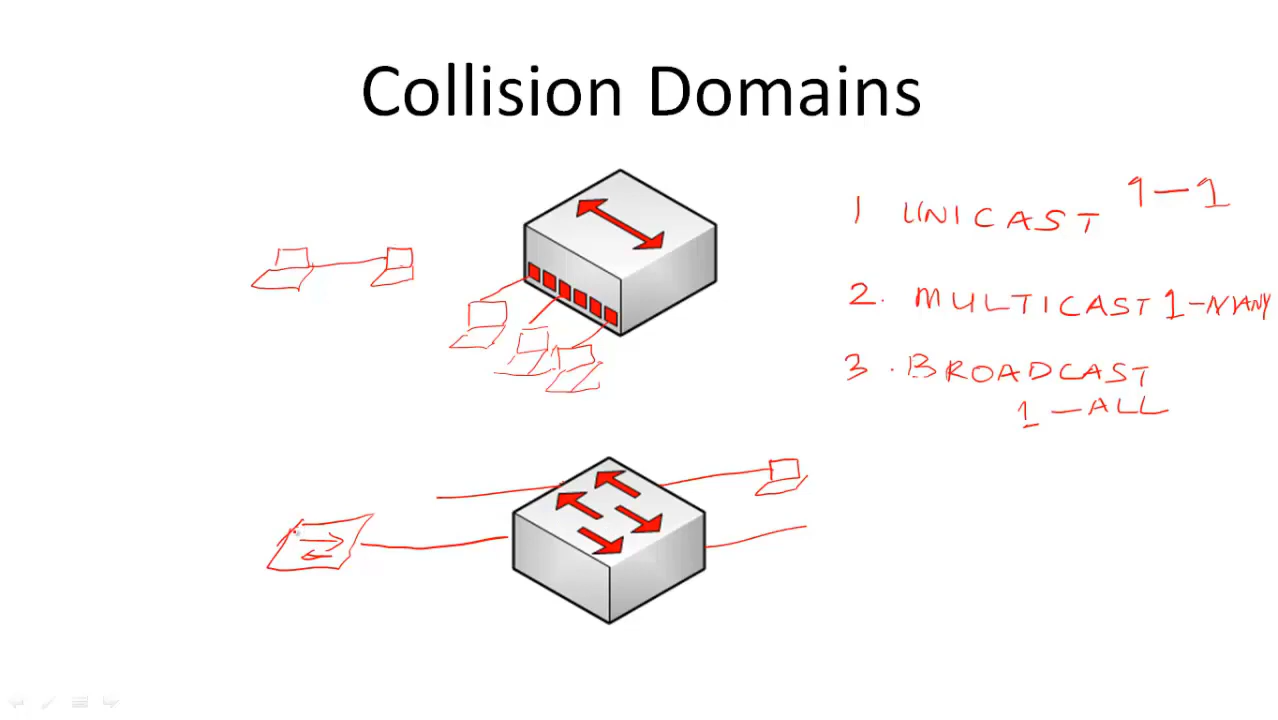 Collision Domains
1 UNICAST 1-1
2. MULTICAST 1-MANY
3. BROADCAST
1-ALL